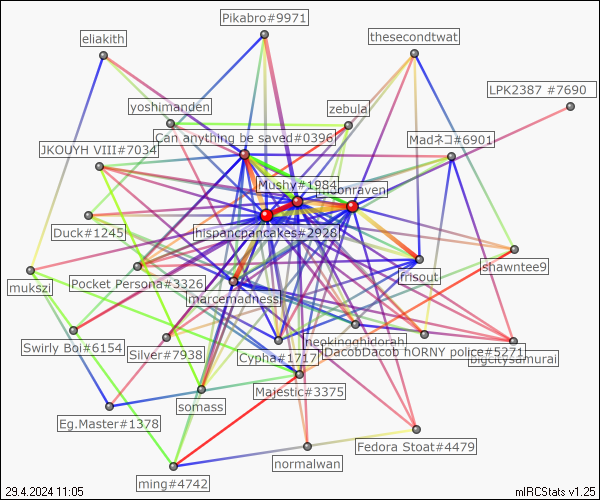 Pikabro#9971
eliakith
thesecondtwat
LPK2387 #7690
yoshimanden
zebula
Can anything be saved#0396
Madネコ#6901
JKOUYH VIII#7034
Mushy#1984
moonraven
Duck#1245
hispancpancakes#2928
shawntee9
frisout
mukszi
Pocket Persona#3326
marcemadness
neokingghidorah
Swirly Boi#6154
Silver#7938
Cypha#1717
DacobDacob hORNY police#5271
bigcitysamurai
Majestic#3375
somass
Eg.Master#1378
Fedora Stoat#4479
normalwan
ming#4742
29.4.2024 11:05
mIRCStats v1.25